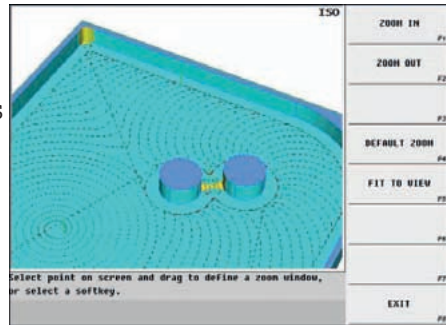 ISO
ZOOM IN
F1
ZOOM OUT
F2
F3
DEFAULT ZOOM
F4
FIT TO VIEW
F5
F6
F7
EXIT
F8
s
Select point on screen and drag to define a zoom window,
or select a softkey.